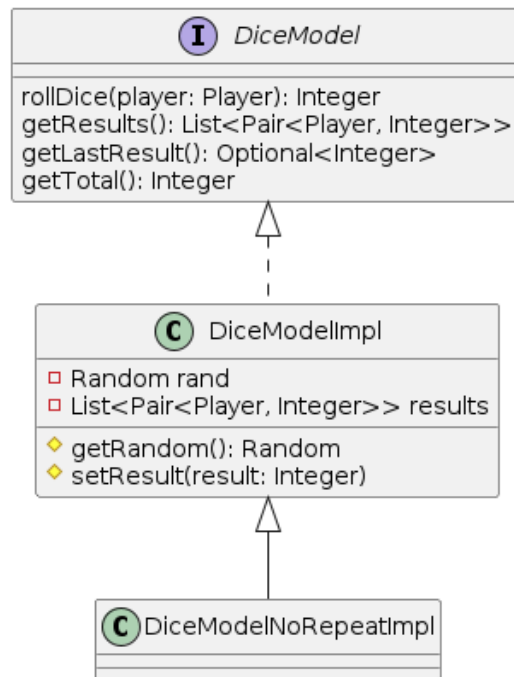 I DiceModel
rollDice(player: Player): Integer
getResults(): List<Pair<Player, Integer>>
getLastResult(): Optional<Integer>
getTotal(): Integer
C DiceModelImpl
Random rand
List<Pair<Player, Integer>> results
getRandom(): Random
setResult(result: Integer)
C DiceModelNoRepeatImpl